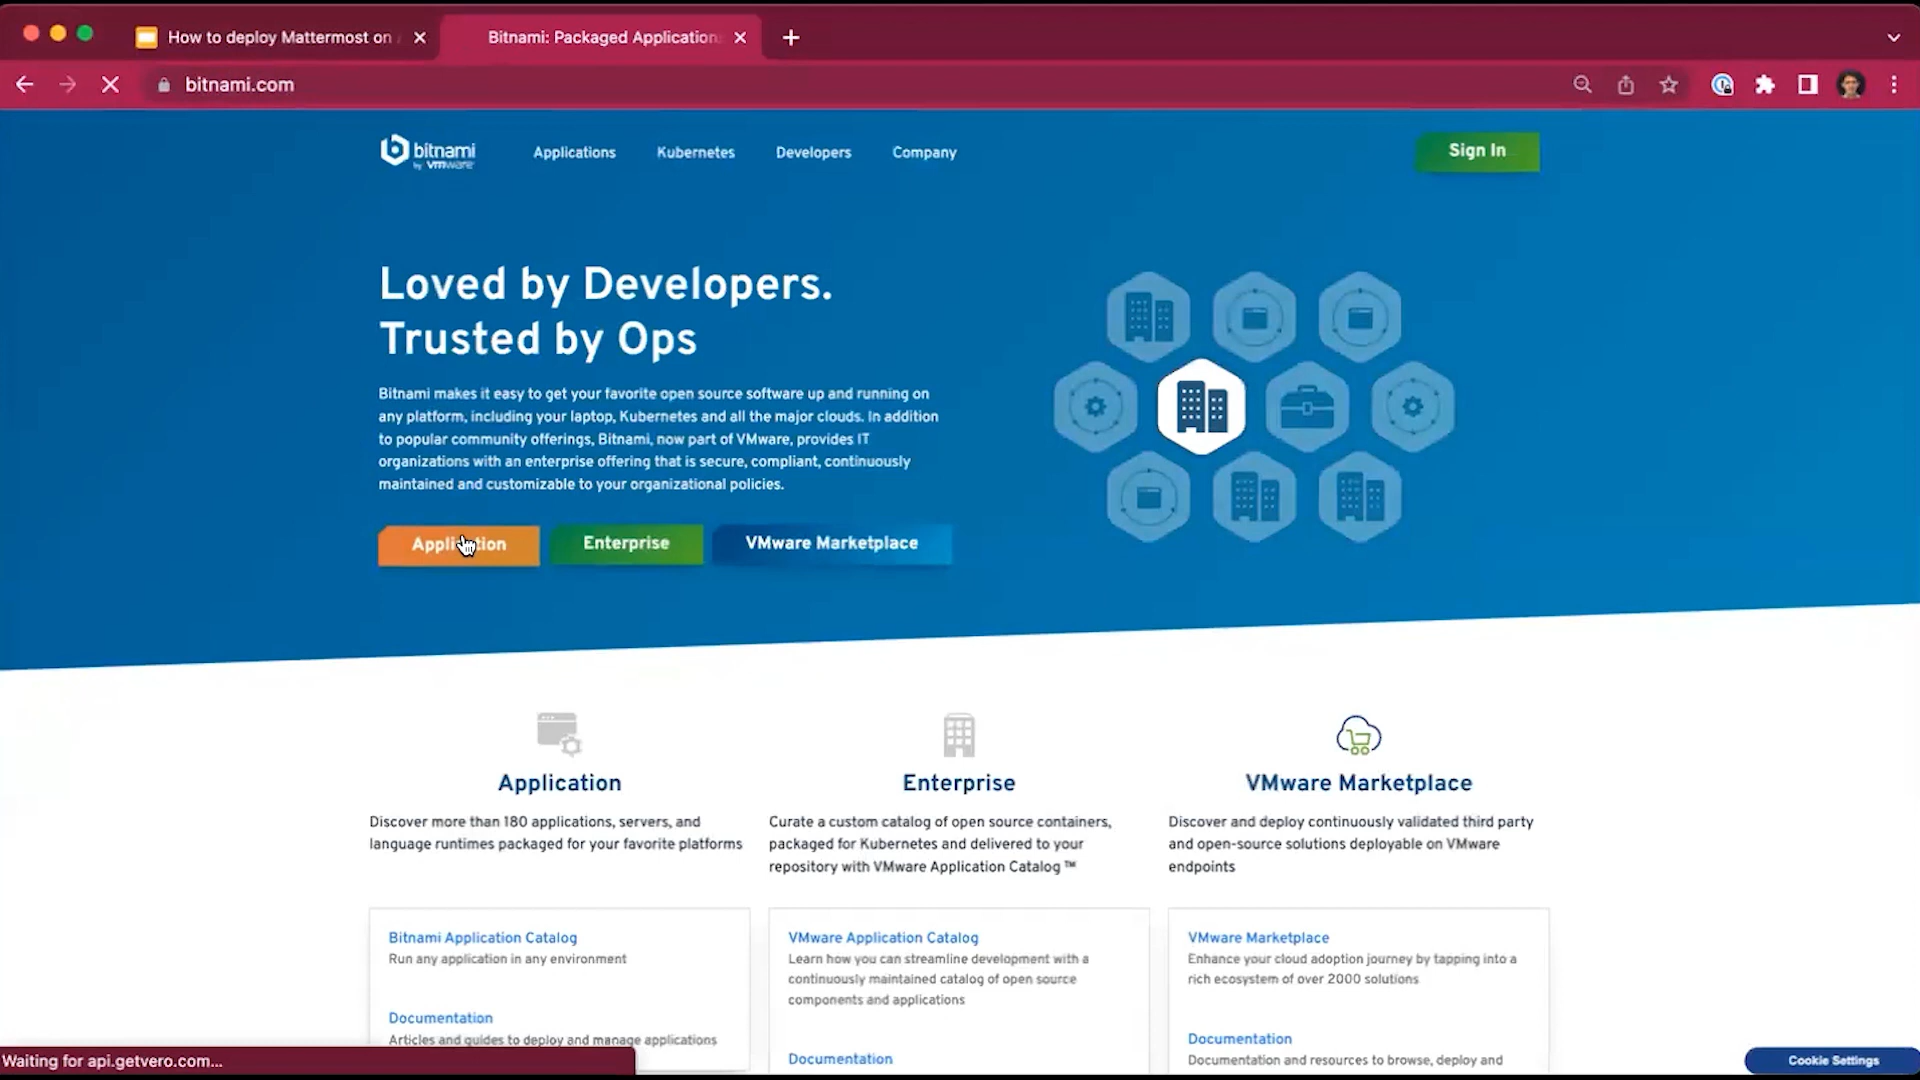 How to deploy Mattermost on
Bitnami: Packaged Application
bitnami.com
bitnami
by vmware
Applications
Kubernetes
Developers
Company
Sign In
Loved by Developers.
Trusted by Ops
Bitnami makes it easy to get your favorite open source software up and running on
any platform, including your laptop, Kubernetes and all the major clouds. In addition
to popular community offerings, Bitnami, now part of VMware, provides IT
organizations with an enterprise offering that is secure, compliant, continuously
maintained and customizable to your organizational policies.
Application
Enterprise
VMware Marketplace
Application
Discover more than 180 applications, servers, and
language runtimes packaged for your favorite platforms
Bitnami Application Catalog
Run any application in any environment
Documentation
Articles and guides to deploy and manage applications
Enterprise
Curate a custom catalog of open source containers,
packaged for Kubernetes and delivered to your
repository with VMware Application Catalog ™
VMware Application Catalog
Learn how you can streamline development with a
continuously maintained catalog of open source
components and applications
Documentation
VMware Marketplace
Discover and deploy continuously validated third party
and open-source solutions deployable on VMware
endpoints
VMware Marketplace
Enhance your cloud adoption journey by tapping into a
rich ecosystem of over 2000 solutions
Documentation
Documentation and resources to browse, deploy and
Waiting for api.getvero.com...
Cookie Settings